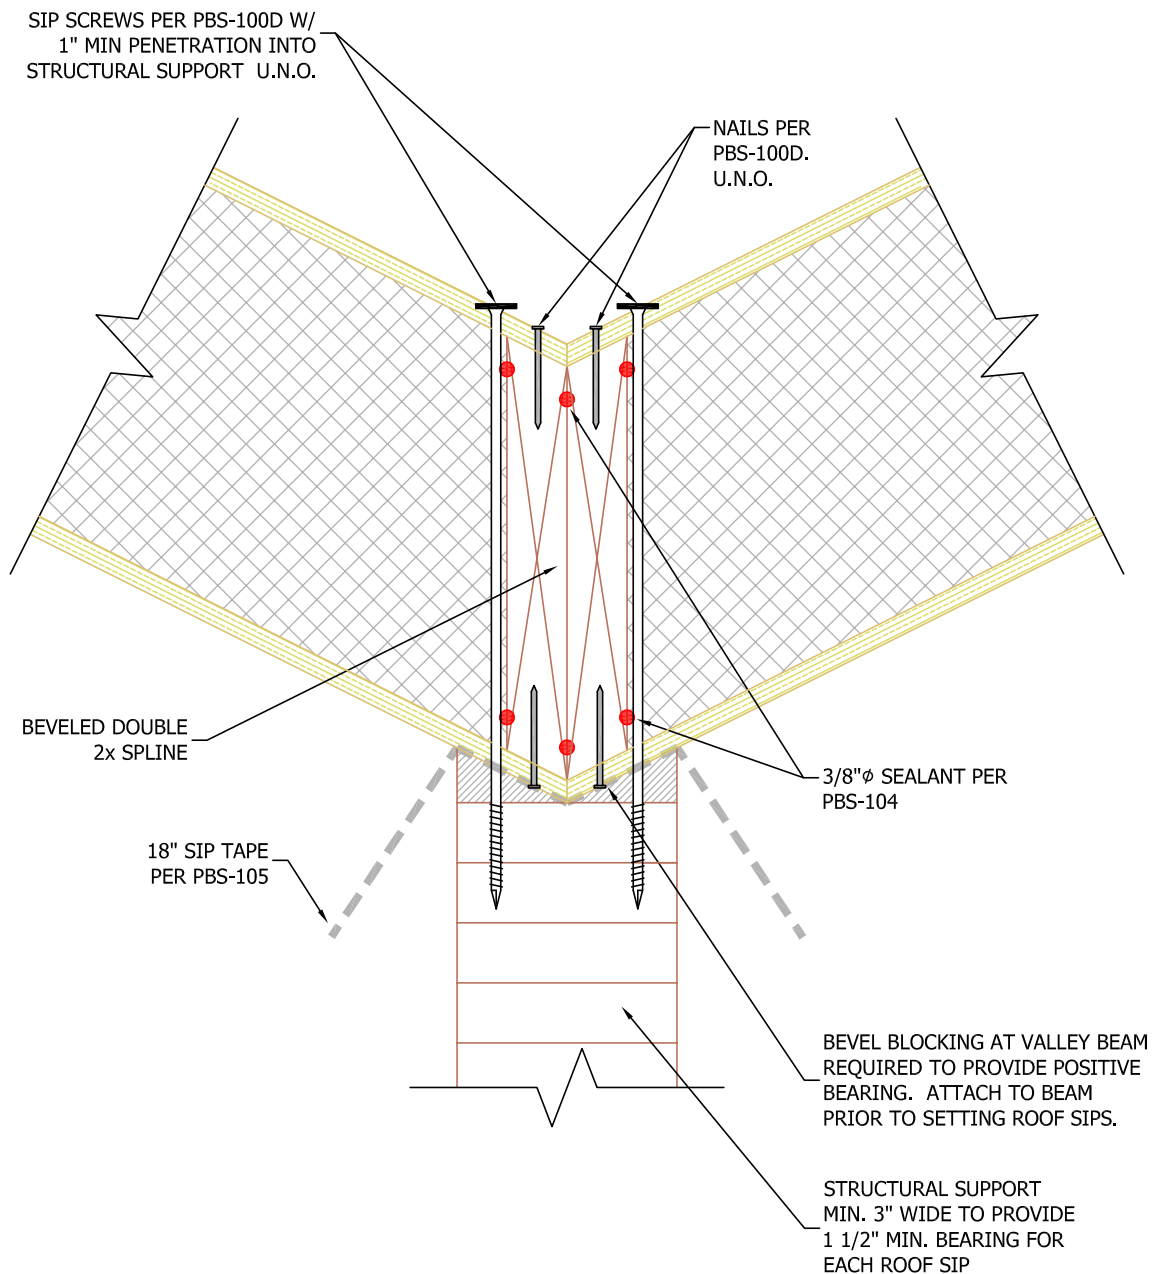 SIP SCREWS PER PBS-100D W/
1" MIN PENETRATION INTO
STRUCTURAL SUPPORT U.N.O.
NAILS PER
PBS-100D.
U.N.O.
BEVELED DOUBLE
2x SPLINE
3/8"ϕ SEALANT PER
PBS-104
18" SIP TAPE
PER PBS-105
BEVEL BLOCKING AT VALLEY BEAM
REQUIRED TO PROVIDE POSITIVE
BEARING. ATTACH TO BEAM
PRIOR TO SETTING ROOF SIPS.
STRUCTURAL SUPPORT
MIN. 3" WIDE TO PROVIDE
1 1/2" MIN. BEARING FOR
EACH ROOF SIP